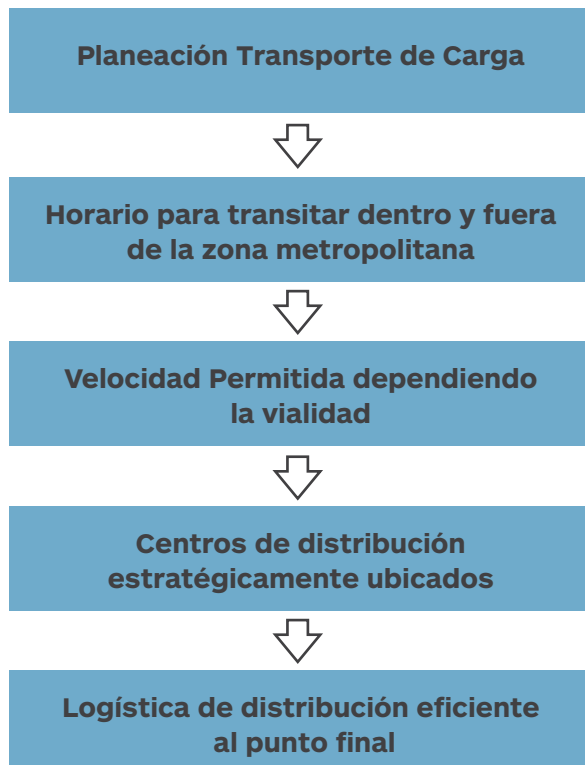 Planeación Transporte de Carga
Horario para transitar dentro y fuera
de la zona metropolitana
Velocidad Permitida dependiendo
la vialidad
Centros de distribución
estratégicamente ubicados
Logística de distribución eficiente
al punto final